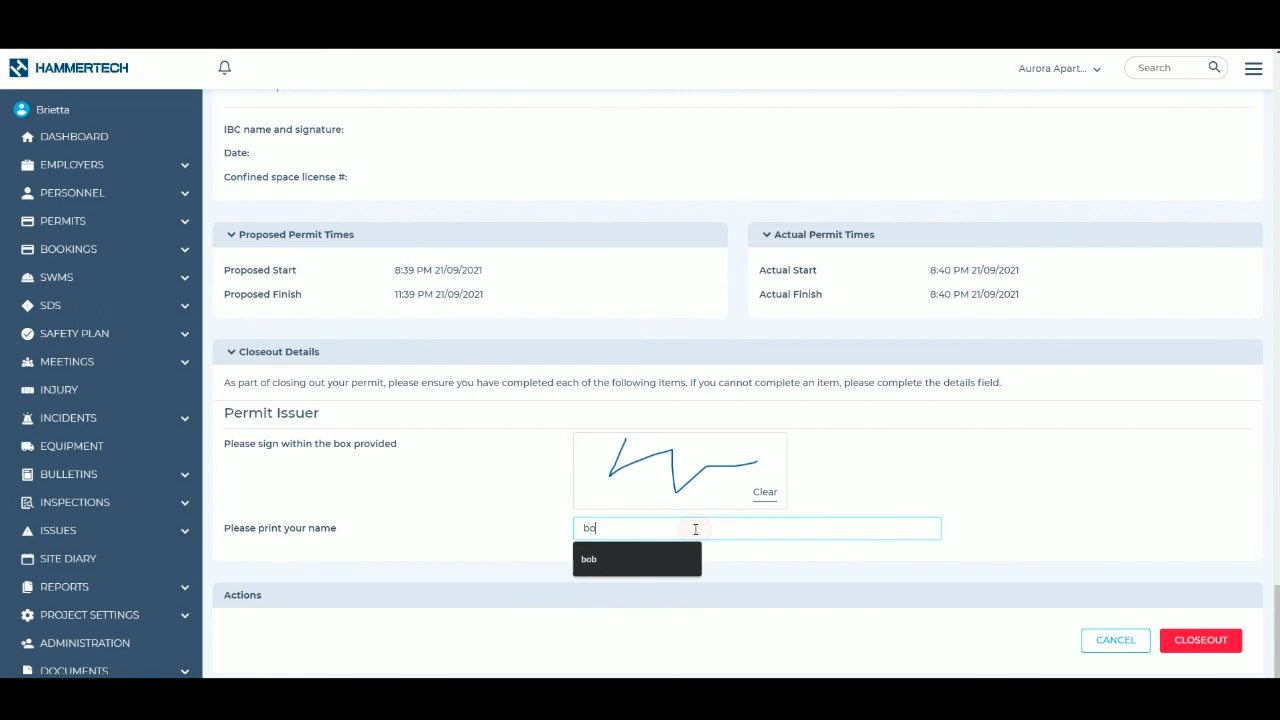 HAMMERTECH
Aurora Apart...
Search
Brietta
DASHBOARD
EMPLOYERS
PERSONNEL
PERMITS
BOOKINGS
SWMS
SDS
SAFETY PLAN
MEETINGS
INJURY
INCIDENTS
EQUIPMENT
BULLETINS
INSPECTIONS
ISSUES
SITE DIARY
REPORTS
PROJECT SETTINGS
ADMINISTRATION
DOCUMENTS
IBC name and signature:
Date:
Confined space license #:
Proposed Permit Times
Proposed Start 8:39 PM 21/09/2021
Proposed Finish 11:39 PM 21/09/2021
Actual Permit Times
Actual Start 8:40 PM 21/09/2021
Actual Finish 8:40 PM 21/09/2021
Closeout Details
As part of closing out your permit, please ensure you have completed each of the following items. If you cannot complete an item, please complete the details field.
Permit Issuer
Please sign within the box provided
Clear
Please print your name bo
bob
Actions
CANCEL CLOSEOUT